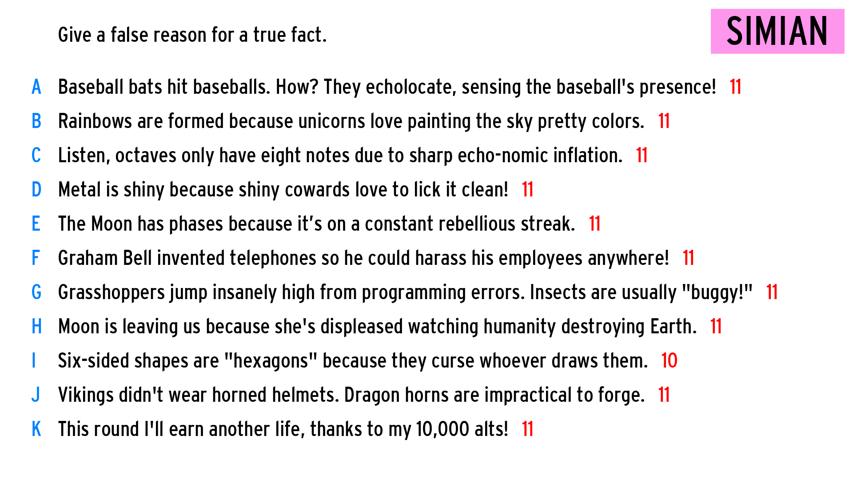 Give a false reason for a true fact.
SIMIAN
A Baseball bats hit baseballs. How? They echolocate, sensing the baseball's presence! 11
B Rainbows are formed because unicorns love painting the sky pretty colors. 11
C Listen, octaves only have eight notes due to sharp echo-nomic inflation. 11
D Metal is shiny because shiny cowards love to lick it clean! 11
E The Moon has phases because it’s on a constant rebellious streak. 11
F Graham Bell invented telephones so he could harass his employees anywhere! 11
G Grasshoppers jump insanely high from programming errors. Insects are usually "buggy!" 11
H Moon is leaving us because she's displeased watching humanity destroying Earth. 11
I Six-sided shapes are "hexagons" because they curse whoever draws them. 10
J Vikings didn't wear horned helmets. Dragon horns are impractical to forge. 11
K This round I'll earn another life, thanks to my 10,000 alts! 11